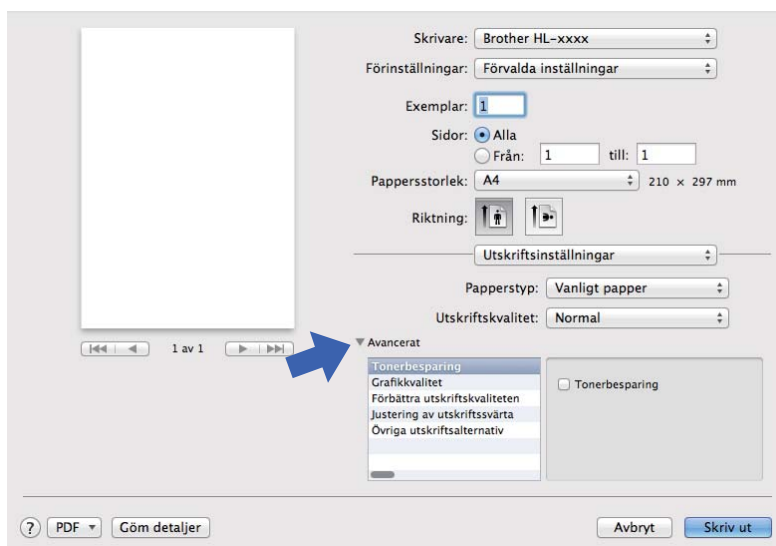 Skrivare: Brother HL-xxxx
Förinställningar: Förvalda inställningar
Exemplar: 1
Sidor: Alla
Från: 1 till: 1
Pappersstorlek: A4 210 × 297 mm
Riktning:
Utskriftsinställningar
Papperstyp: Vanligt papper
Utskriftskvalitet: Normal
1 av 1
Avancerat
Tonerbesparing
Grafikkvalitet
Förbättra utskriftskvaliteten
Justering av utskriftssvärta
Övriga utskriftsalternativ
Tonerbesparing
? PDF Göm detaljer Avbryt Skriv ut